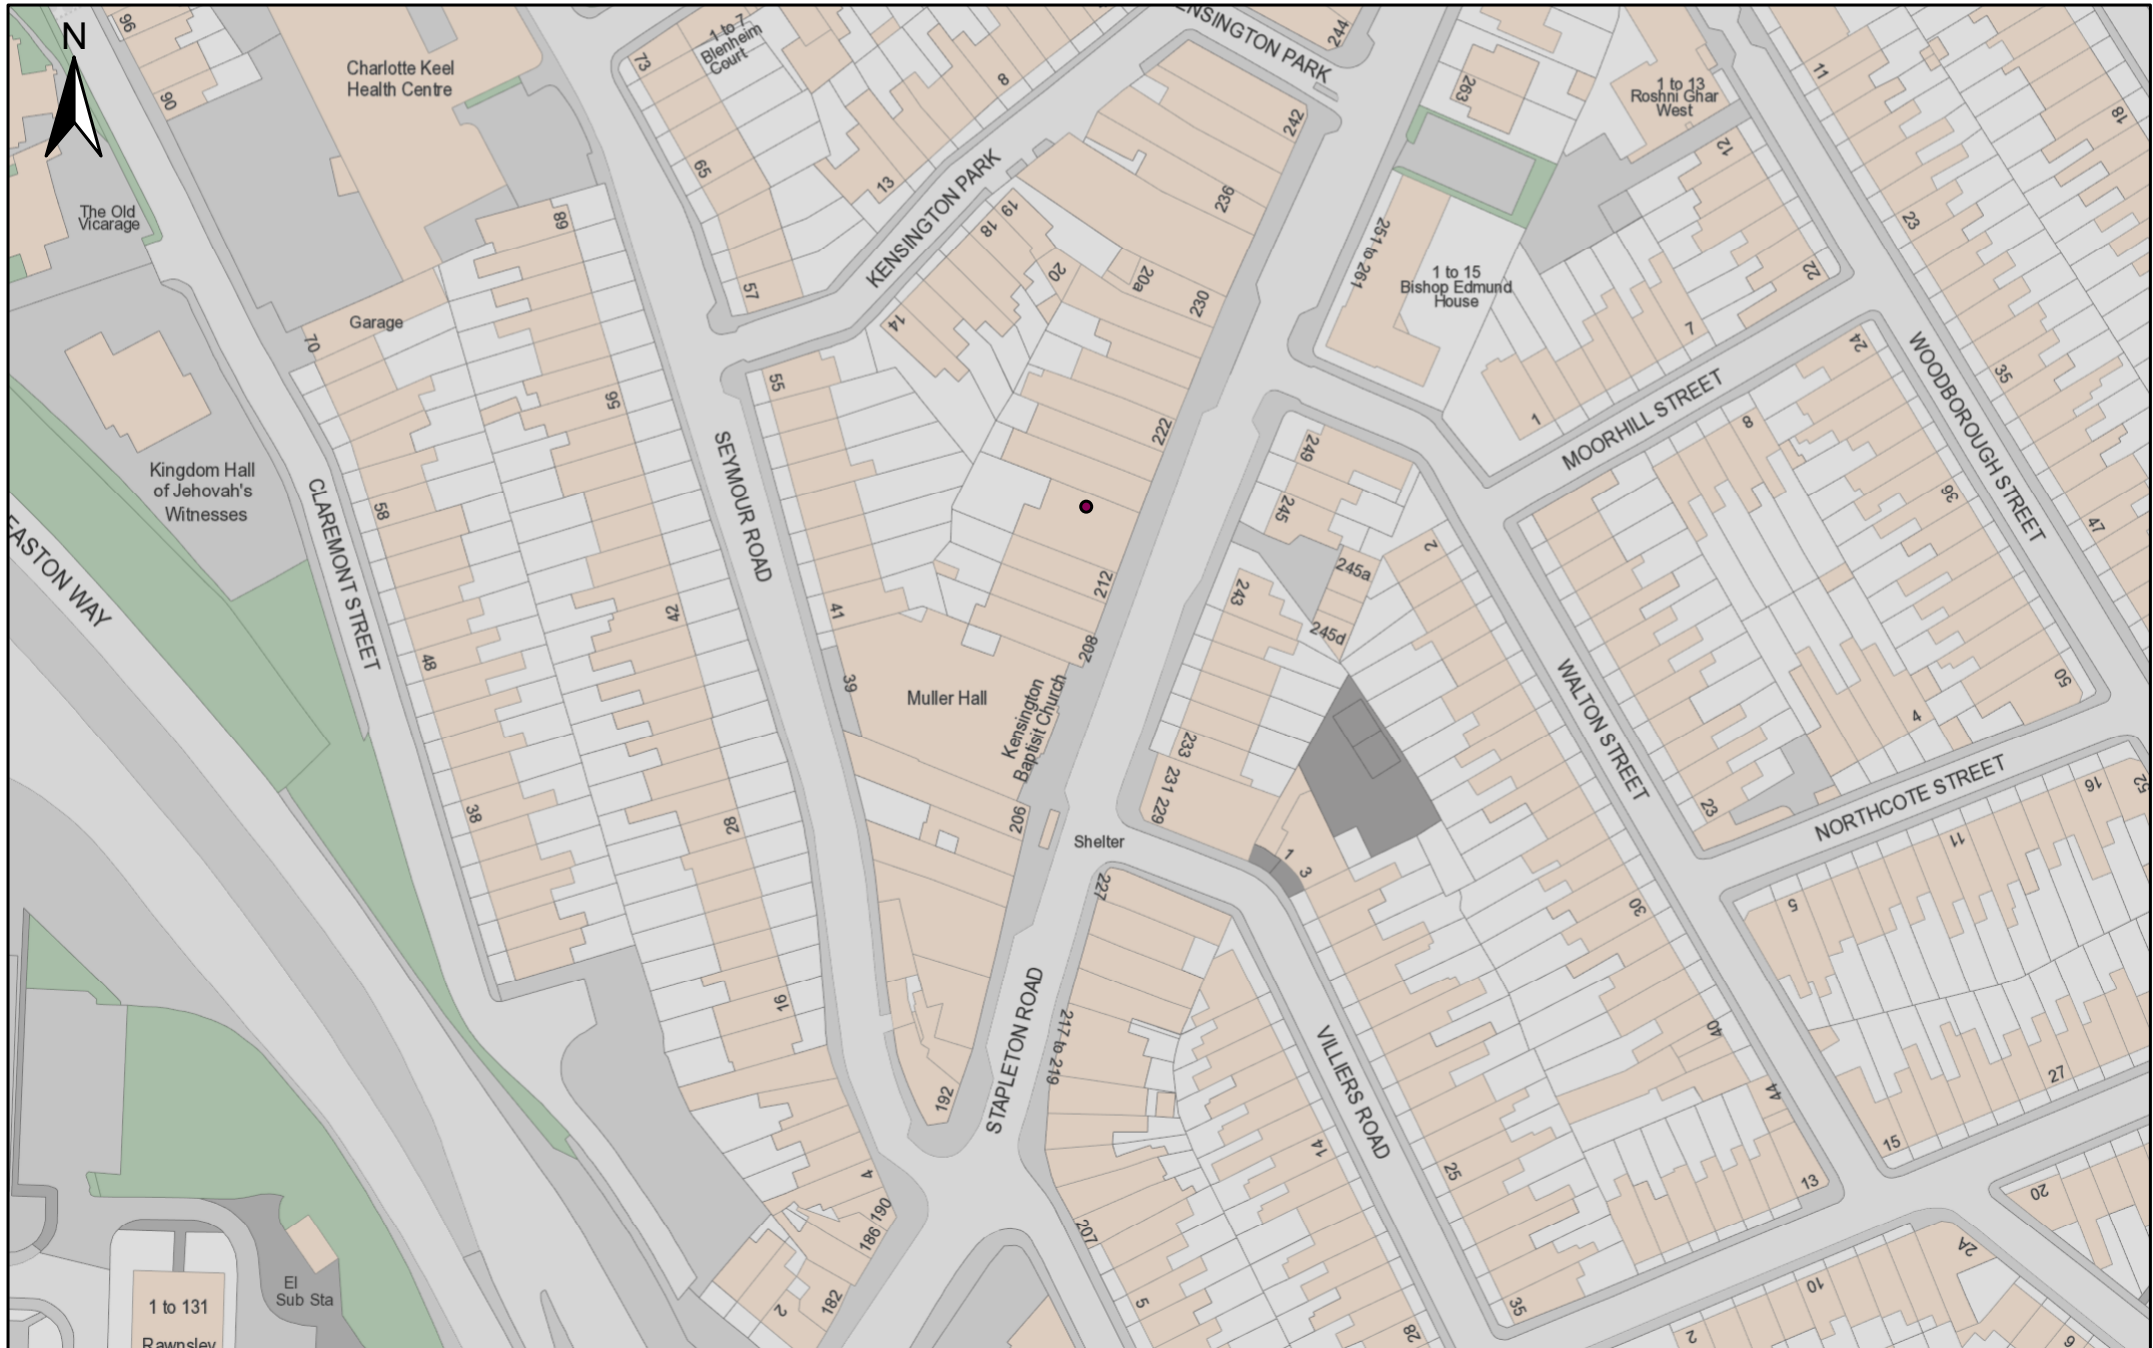 N
96
90
Charlotte Keel
Health Centre
The Old
Vicarage
73
1 to 7
Blenheim
Court
65
57
8
13
KENSINGTON PARK
KENSINGTON PARK
244
242
236
230
263
1 to 13
Roshni Ghar
West
11
18
12
23
22
251 to 261
1 to 15
Bishop Edmund
House
7
1
MOORHILL STREET
24
WOODBOROUGH STREET
35
47
36
50
8
4
89
56
42
28
16
Garage
70
58
48
38
Kingdom Hall
of Jehovah's
Witnesses
CLAREMONT STREET
EASTON WAY
SEYMOUR ROAD
55
41
39
14
18
19
20
20a
222
212
208
Muller Hall
Kensington
Baptisit Church
206
Shelter
249
245
245a
245d
243
233
231
229
227
1
3
2
WALTON STREET
23
NORTHCOTE STREET
16
52
11
5
30
40
44
27
15
13
STAPLETON ROAD
217 to 219
192
VILLIERS ROAD
14
25
35
207
5
28
4
190
186
182
2
El
Sub Sta
1 to 131
Rawnsley
20
2A
10
2
6